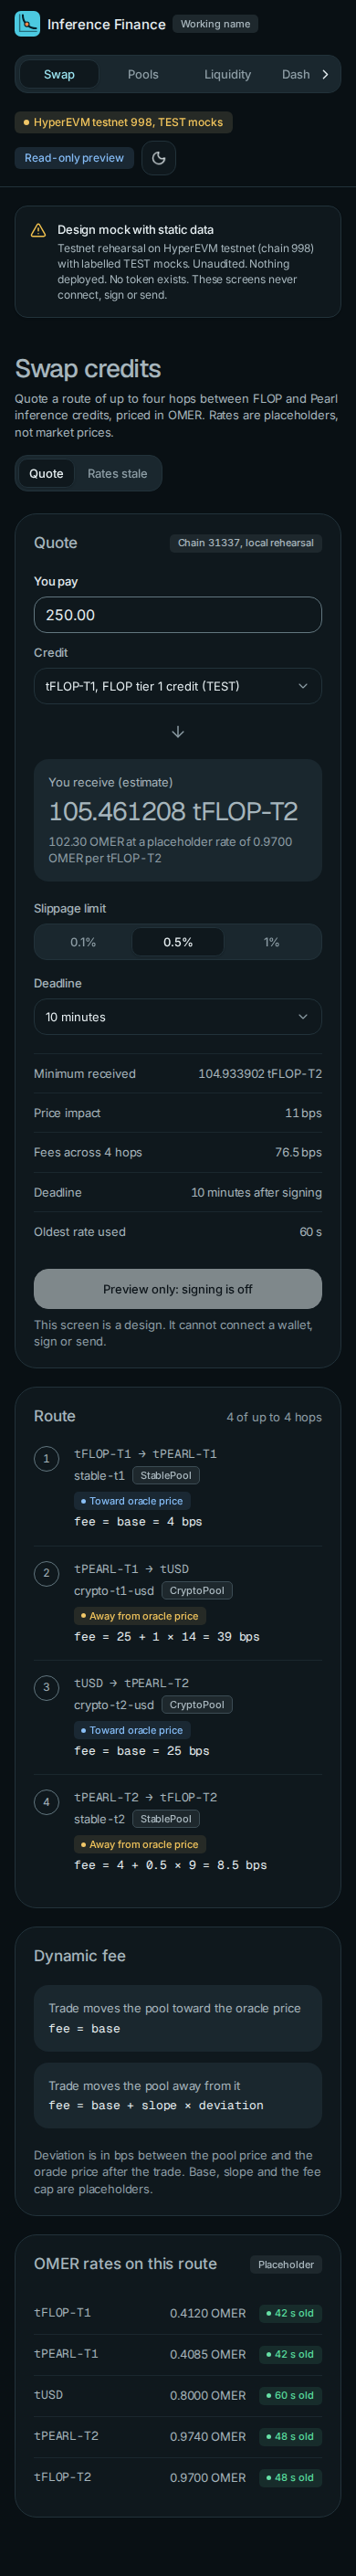 Inference Finance Working name
Swap Pools Liquidity Dash
HyperEVM testnet 998, TEST mocks
Read-only preview
Design mock with static data
Testnet rehearsal on HyperEVM testnet (chain 998)
with labelled TEST mocks. Unaudited. Nothing
deployed. No token exists. These screens never
connect, sign or send.
Swap credits
Quote a route of up to four hops between FLOP and Pearl
inference credits, priced in OMER. Rates are placeholders,
not market prices.
Quote Rates stale
Quote Chain 31337, local rehearsal
You pay
250.00
Credit
tFLOP-T1, FLOP tier 1 credit (TEST)
↓
You receive (estimate)
105.461208 tFLOP-T2
102.30 OMER at a placeholder rate of 0.9700
OMER per tFLOP-T2
Slippage limit
0.1% 0.5% 1%
Deadline
10 minutes
Minimum received 104.933902 tFLOP-T2
Price impact 11 bps
Fees across 4 hops 76.5 bps
Deadline 10 minutes after signing
Oldest rate used 60 s
Preview only: signing is off
This screen is a design. It cannot connect a wallet,
sign or send.
Route 4 of up to 4 hops
1 tFLOP-T1 → tPEARL-T1
stable-t1 StablePool
Toward oracle price
fee = base = 4 bps
2 tPEARL-T1 → tUSD
crypto-t1-usd CryptoPool
Away from oracle price
fee = 25 + 1 × 14 = 39 bps
3 tUSD → tPEARL-T2
crypto-t2-usd CryptoPool
Toward oracle price
fee = base = 25 bps
4 tPEARL-T2 → tFLOP-T2
stable-t2 StablePool
Away from oracle price
fee = 4 + 0.5 × 9 = 8.5 bps
Dynamic fee
Trade moves the pool toward the oracle price
fee = base
Trade moves the pool away from it
fee = base + slope × deviation
Deviation is in bps between the pool price and the
oracle price after the trade. Base, slope and the fee
cap are placeholders.
OMER rates on this route Placeholder
tFLOP-T1 0.4120 OMER 42 s old
tPEARL-T1 0.4085 OMER 42 s old
tUSD 0.8000 OMER 60 s old
tPEARL-T2 0.9740 OMER 48 s old
tFLOP-T2 0.9700 OMER 48 s old